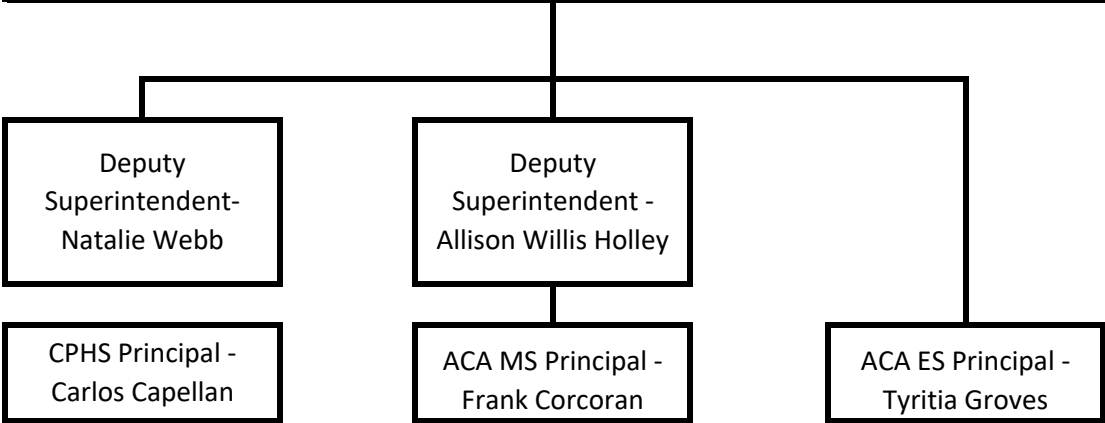 Deputy
Superintendent-
Natalie Webb
Deputy
Superintendent -
Allison Willis Holley
CPHS Principal -
Carlos Capellan
ACA MS Principal -
Frank Corcoran
ACA ES Principal -
Tyritia Groves